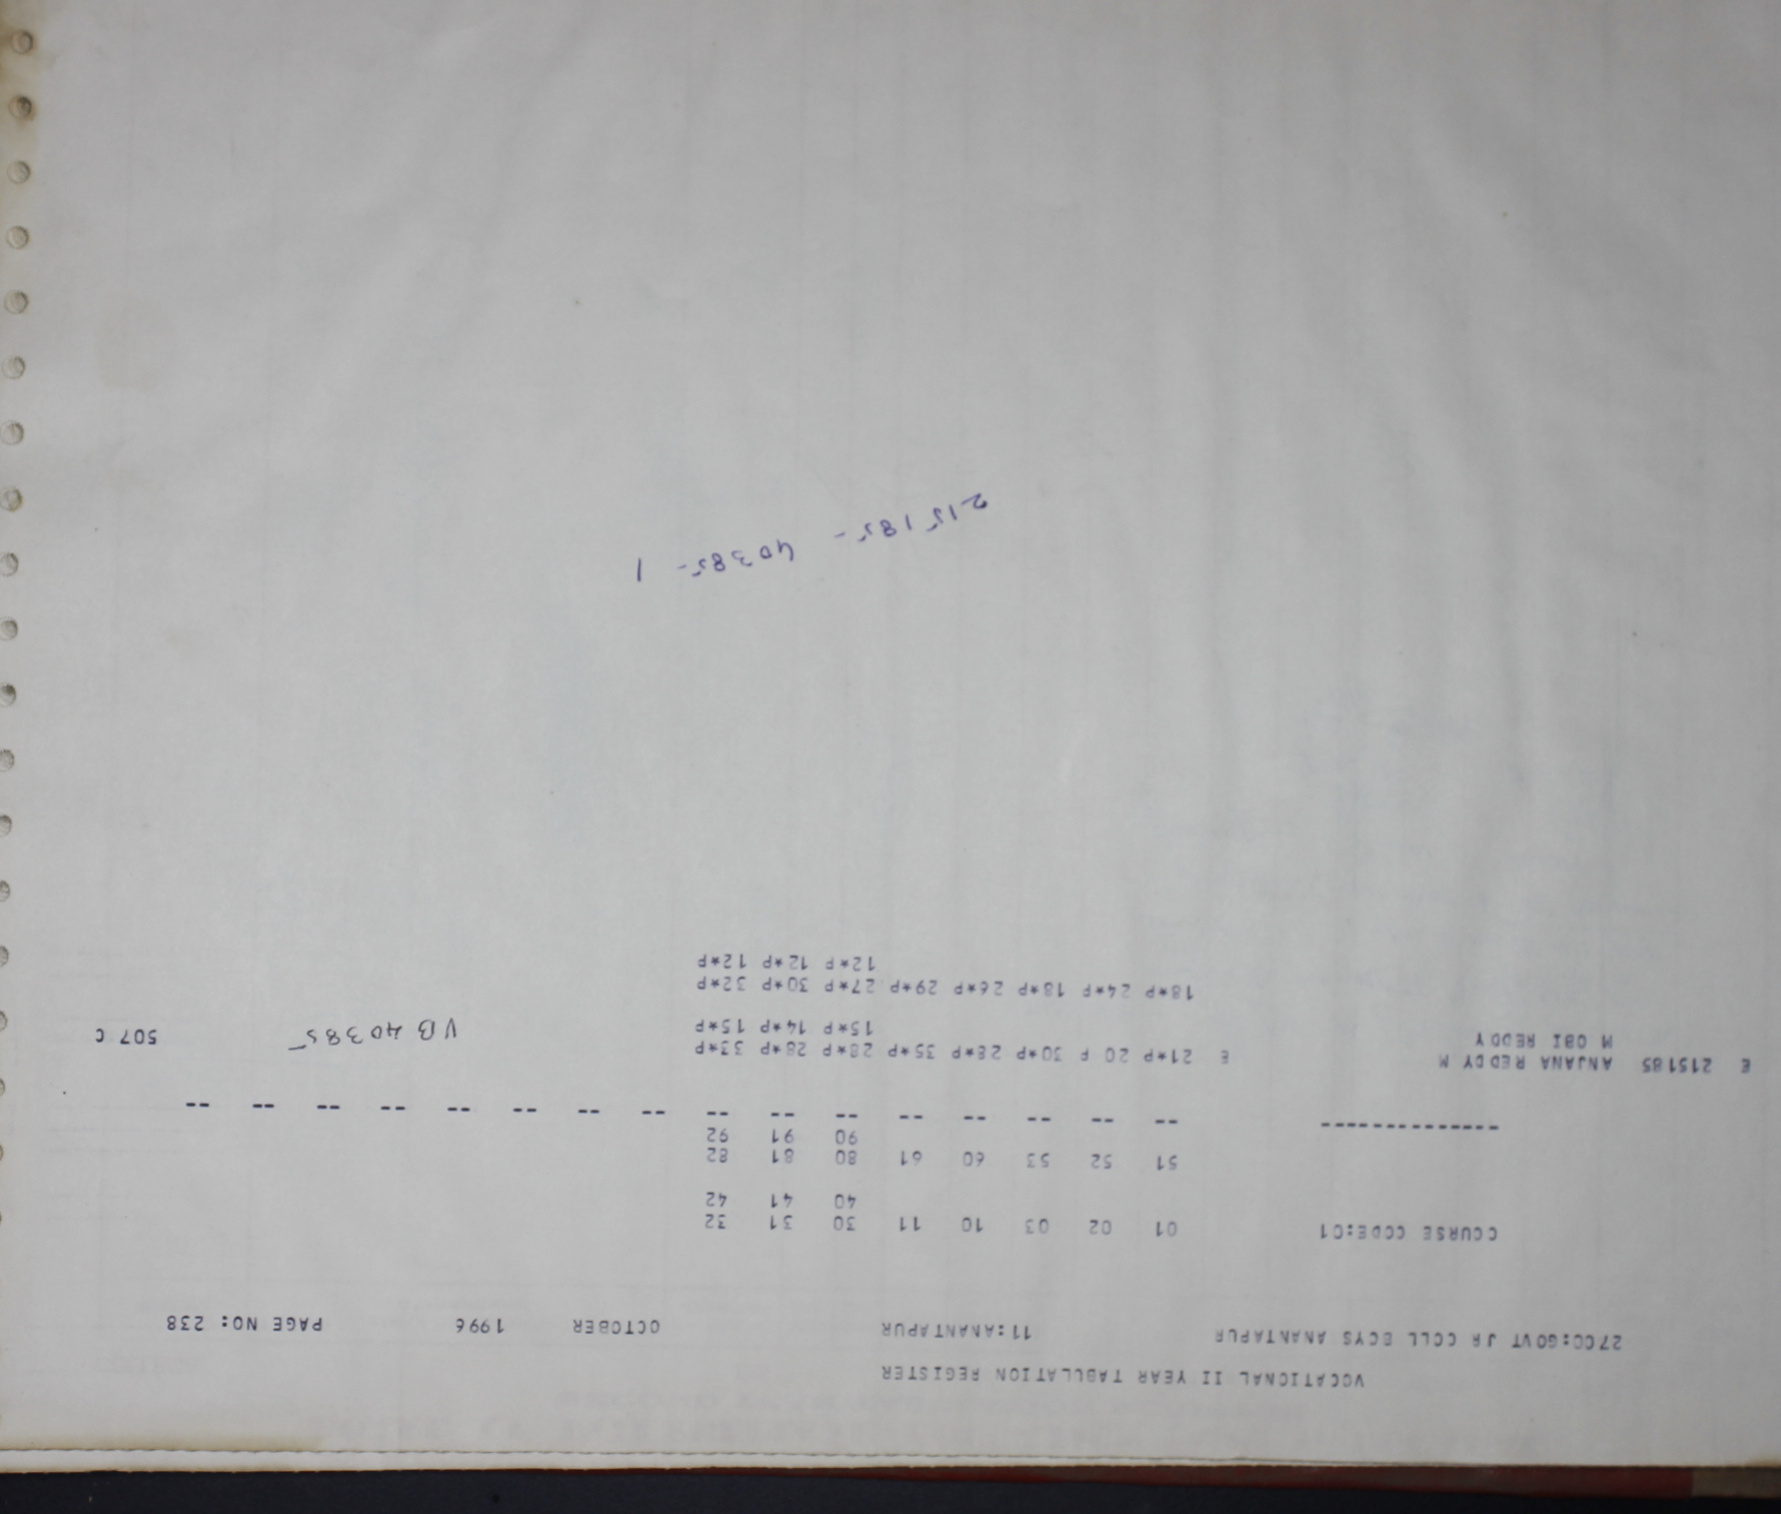 VOCATIONAL II YEAR TABULATION REGISTER
27CC:GOVT JR COLL BCYS ANANTAPUR 11:ANANTAPUR OCTOBER 1996 PAGE NO: 238
COURSE CODE:C1 01 02 03 10 11 30 31 32
40 41 42
51 52 53 60 61 80 81 82
90 91 92
-------------- -- -- -- -- -- -- -- -- -- -- -- -- -- -- -- --
E 215185 ANJANA REDDY M E 21*P 20 P 30*P 28*P 35*P 28*P 28*P 33*P
M OBI REDDY 15*P 14*P 15*P VB 40385 507 C
18*P 24*P 18*P 26*P 29*P 27*P 30*P 32*P
12*P 12*P 12*P
215185 - 40385 - 1